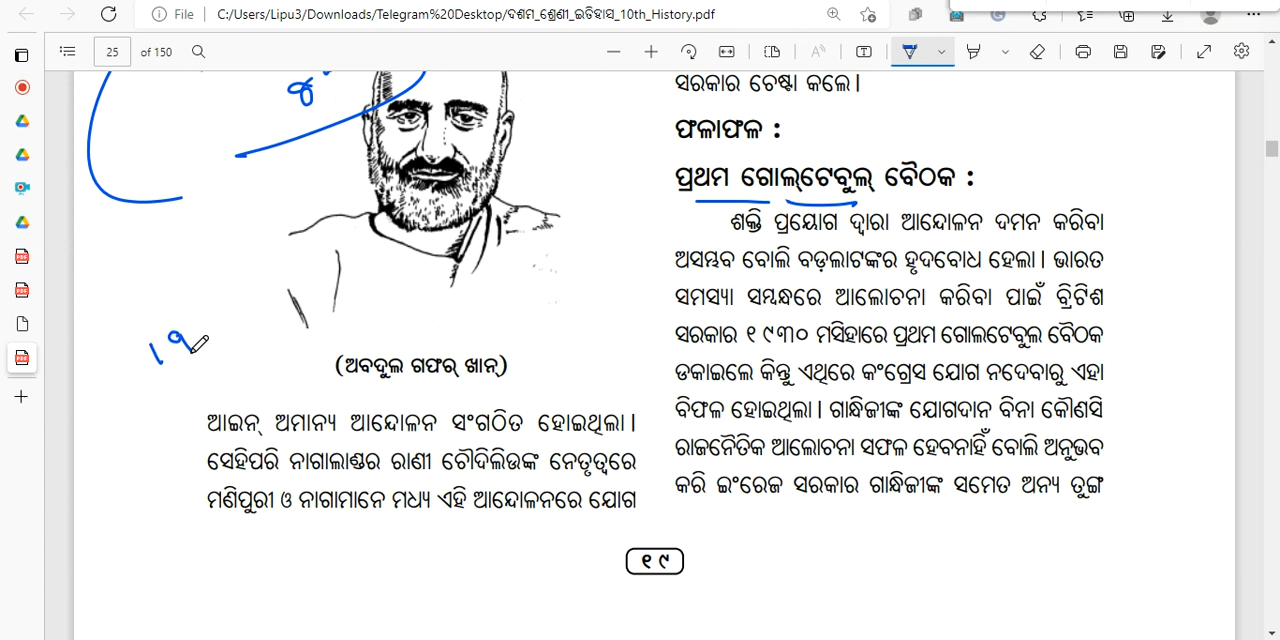 File
C:/Users/Lipu3/Downloads/Telegram%20Desktop/ଦଶମ_ଶ୍ରେଣୀ_ଇତିହାସ_10th_History.pdf
25 of 150
ସରକାର ଚେଷ୍ଟା କଲେ।
ଫଳାଫଳ :
ପ୍ରଥମ ଗୋଲ୍‌ଟେବୁଲ୍ ବୈଠକ :
ଶକ୍ତି ପ୍ରୟୋଗ ଦ୍ୱାରା ଆନ୍ଦୋଳନ ଦମନ କରିବା
ଅସମ୍ଭବ ବୋଲି ବଡ଼ଲାଟଙ୍କର ହୃଦବୋଧ ହେଲା। ଭାରତ
ସମସ୍ୟା ସମ୍ବନ୍ଧରେ ଆଲୋଚନା କରିବା ପାଇଁ ବ୍ରିଟିଶ
ସରକାର ୧୯୩୦ ମସିହାରେ ପ୍ରଥମ ଗୋଲଟେବୁଲ ବୈଠକ
ଡକାଇଲେ କିନ୍ତୁ ଏଥିରେ କଂଗ୍ରେସ ଯୋଗ ନଦେବାରୁ ଏହା
ବିଫଳ ହୋଇଥିଲା। ଗାନ୍ଧିଜୀଙ୍କ ଯୋଗଦାନ ବିନା କୌଣସି
ରାଜନୈତିକ ଆଲୋଚନା ସଫଳ ହେବନାହିଁ ବୋଲି ଅନୁଭବ
କରି ଇଂରେଜ ସରକାର ଗାନ୍ଧିଜୀଙ୍କ ସମେତ ଅନ୍ୟ ତୁଙ୍ଗ
19
(ଅବଦୁଲ ଗଫର୍ ଖାନ୍)
ଆଇନ୍ ଅମାନ୍ୟ ଆନ୍ଦୋଳନ ସଂଗଠିତ ହୋଇଥିଲା।
ସେହିପରି ନାଗାଲାଣ୍ଡର ରାଣୀ ଗୌଦିଲିଉଙ୍କ ନେତୃତ୍ୱରେ
ମଣିପୁରୀ ଓ ନାଗାମାନେ ମଧ୍ୟ ଏହି ଆନ୍ଦୋଳନରେ ଯୋଗ
୧୯